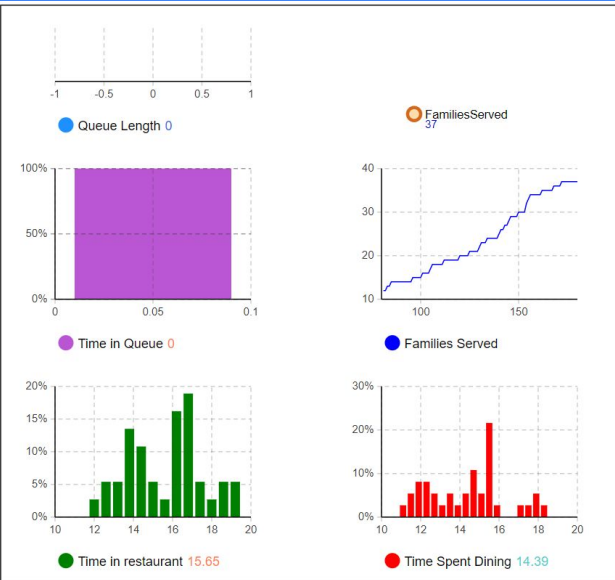 -1 -0.5 0 0.5 1
Queue Length 0
FamiliesServed
37
100%
50%
0%
0 0.05 0.1
Time in Queue 0
40
30
20
10
100 150
Families Served
20%
15%
10%
5%
0%
10 12 14 16 18 20
Time in restaurant 15.65
30%
20%
10%
0%
10 12 14 16 18 20
Time Spent Dining 14.39